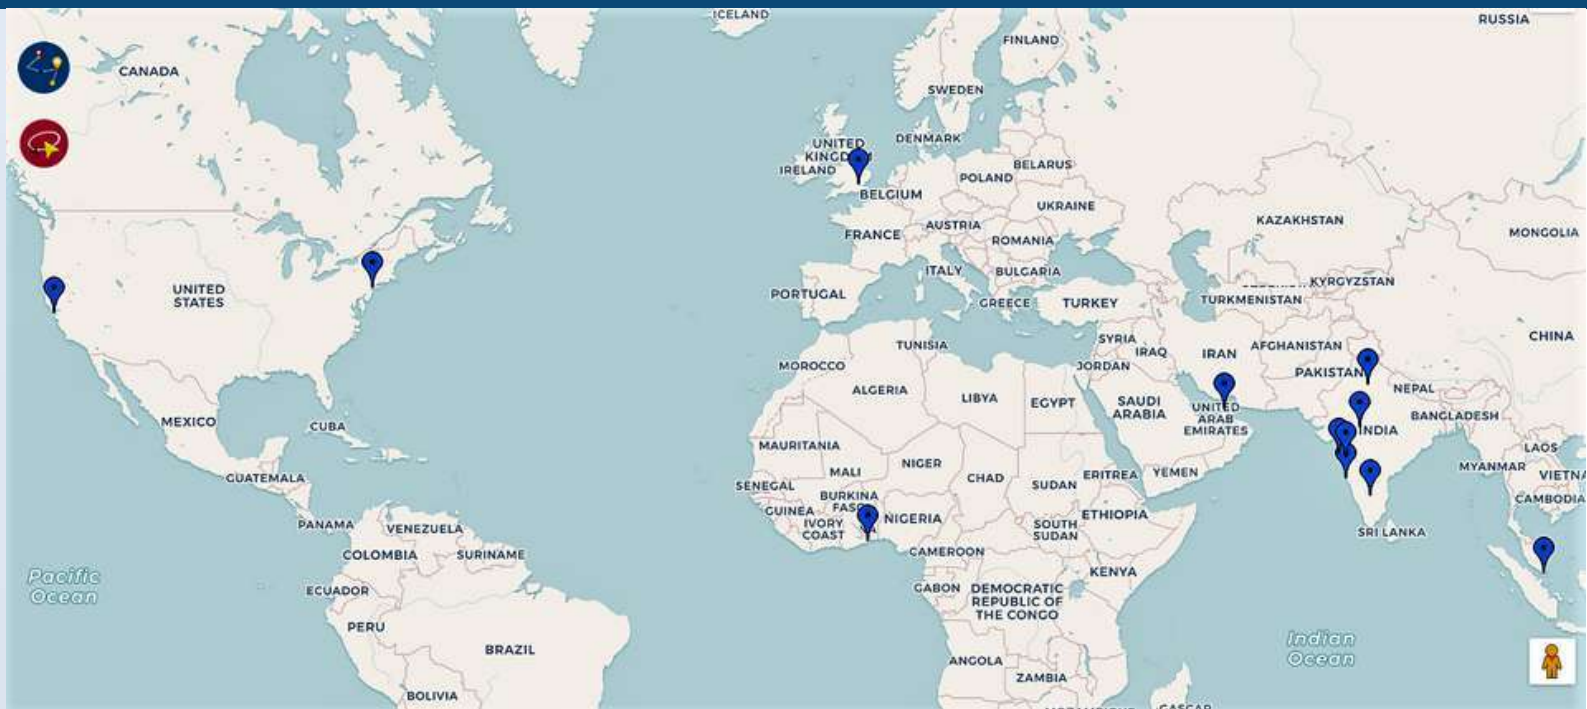 ICELAND
RUSSIA
FINLAND
CANADA
SWEDEN
DENMARK
UNITED
KINGDOM
IRELAND
BELARUS
POLAND
BELGIUM
UKRAINE
KAZAKHSTAN
AUSTRIA
FRANCE
ROMANIA
MONGOLIA
ITALY
BULGARIA
KYRGYZSTAN
UNITED
STATES
PORTUGAL
GREECE
TURKEY
TURKMENISTAN
CHINA
SYRIA
TUNISIA
IRAQ
IRAN
AFGHANISTAN
MOROCCO
JORDAN
PAKISTAN
ALGERIA
LIBYA
EGYPT
SAUDI
ARABIA
NEPAL
UNITED
ARAB
EMIRATES
BANGLADESH
MEXICO
CUBA
INDIA
MAURITANIA
LAOS
NIGER
MALI
CHAD
SUDAN
ERITREA
YEMEN
MYANMAR
VIETNA
GUATEMALA
SENEGAL
BURKINA
FASO
CAMBODIA
GUINEA
IVORY
COAST
NIGERIA
ETHIOPIA
SOUTH
SUDAN
PANAMA
VENEZUELA
SRI LANKA
COLOMBIA
SURINAME
CAMEROON
KENYA
Pacific
Ocean
ECUADOR
GABON
DEMOCRATIC
REPUBLIC OF
THE CONGO
PERU
BRAZIL
Indian
Ocean
ANGOLA
ZAMBIA
BOLIVIA